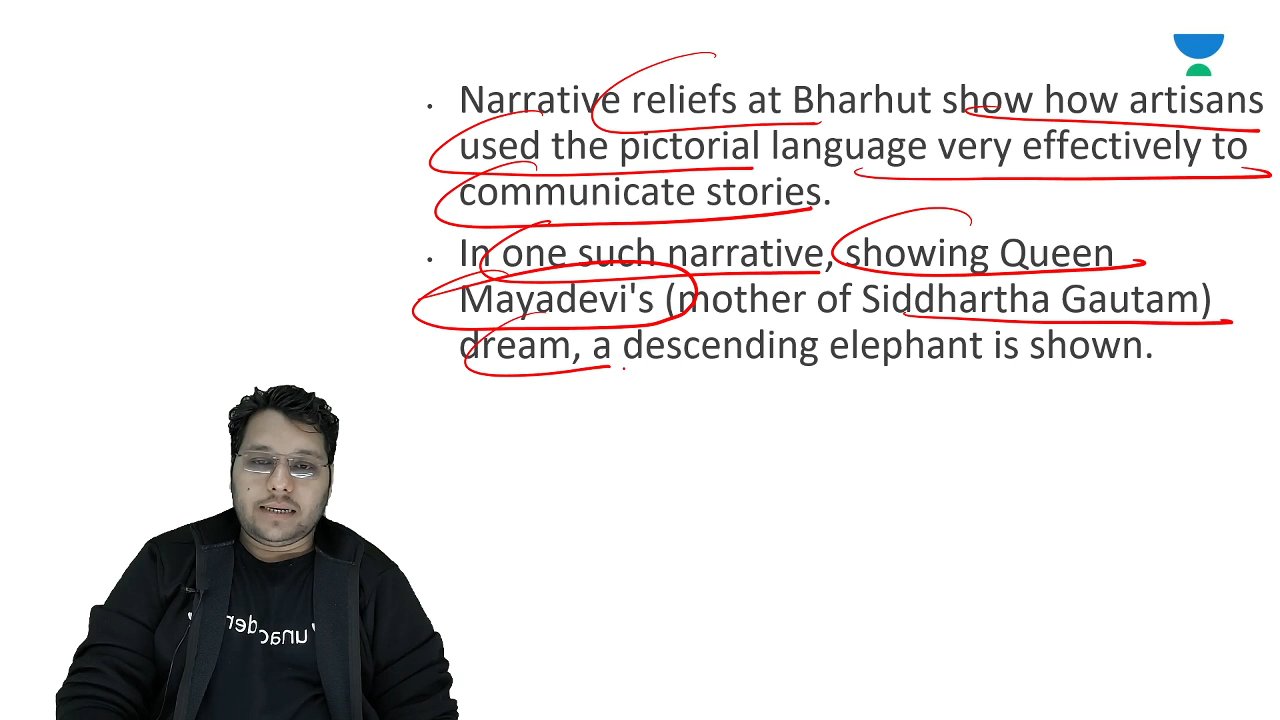 • Narrative reliefs at Bharhut show how artisans
used the pictorial language very effectively to
communicate stories.
• In one such narrative, showing Queen
Mayadevi's (mother of Siddhartha Gautam)
dream, a descending elephant is shown.